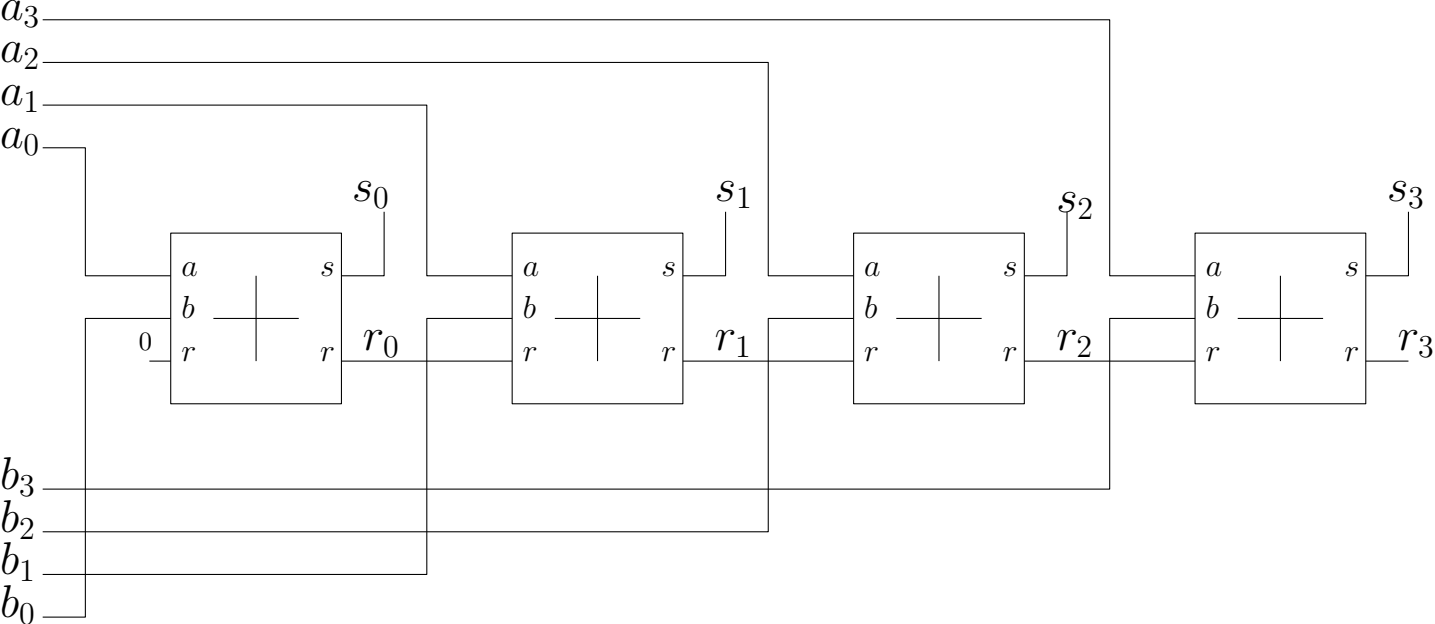 a₃
a₂
a₁
a₀
s₀ s₁ s₂ s₃
a s a s a s a s
b b b b
0 r r r₀ r r r₁ r r r₂ r r r₃
b₃
b₂
b₁
b₀